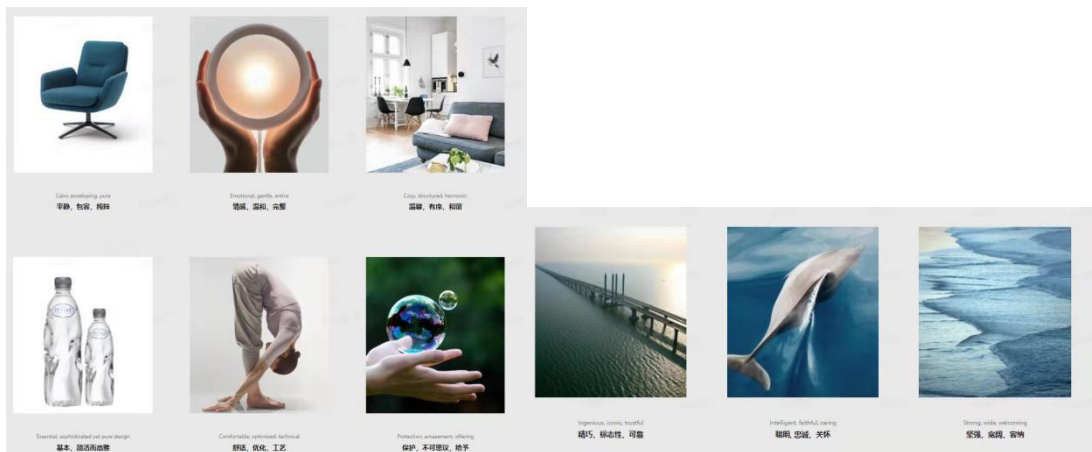 Calm, enveloping, pure
平静，包容，纯粹
Emotional, gentle, entire
情感，温和，完整
Cozy, structured, harmonic
温馨，有序，和谐
Essential, sophisticated yet pure design
基本，简洁而高雅
Comfortable, optimized, technical
舒适，优化，工艺
Protection, amazement, offering
保护，不可思议，给予
Ingenious, iconic, trustful
精巧，标志性，可靠
Intelligent, faithful, caring
聪明，忠诚，关怀
Strong, wide, welcoming
坚强，宽阔，容纳